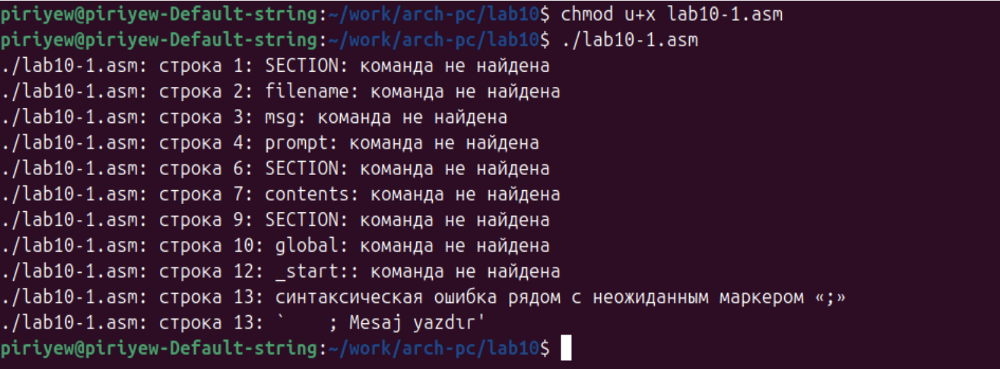 piriyew@piriyew-Default-string:~/work/arch-pc/lab10$ chmod u+x lab10-1.asm
piriyew@piriyew-Default-string:~/work/arch-pc/lab10$ ./lab10-1.asm
./lab10-1.asm: строка 1: SECTION: команда не найдена
./lab10-1.asm: строка 2: filename: команда не найдена
./lab10-1.asm: строка 3: msg: команда не найдена
./lab10-1.asm: строка 4: prompt: команда не найдена
./lab10-1.asm: строка 6: SECTION: команда не найдена
./lab10-1.asm: строка 7: contents: команда не найдена
./lab10-1.asm: строка 9: SECTION: команда не найдена
./lab10-1.asm: строка 10: global: команда не найдена
./lab10-1.asm: строка 12: _start:: команда не найдена
./lab10-1.asm: строка 13: синтаксическая ошибка рядом с неожиданным маркером «;»
./lab10-1.asm: строка 13: `    ; Mesaj yazdır'
piriyew@piriyew-Default-string:~/work/arch-pc/lab10$